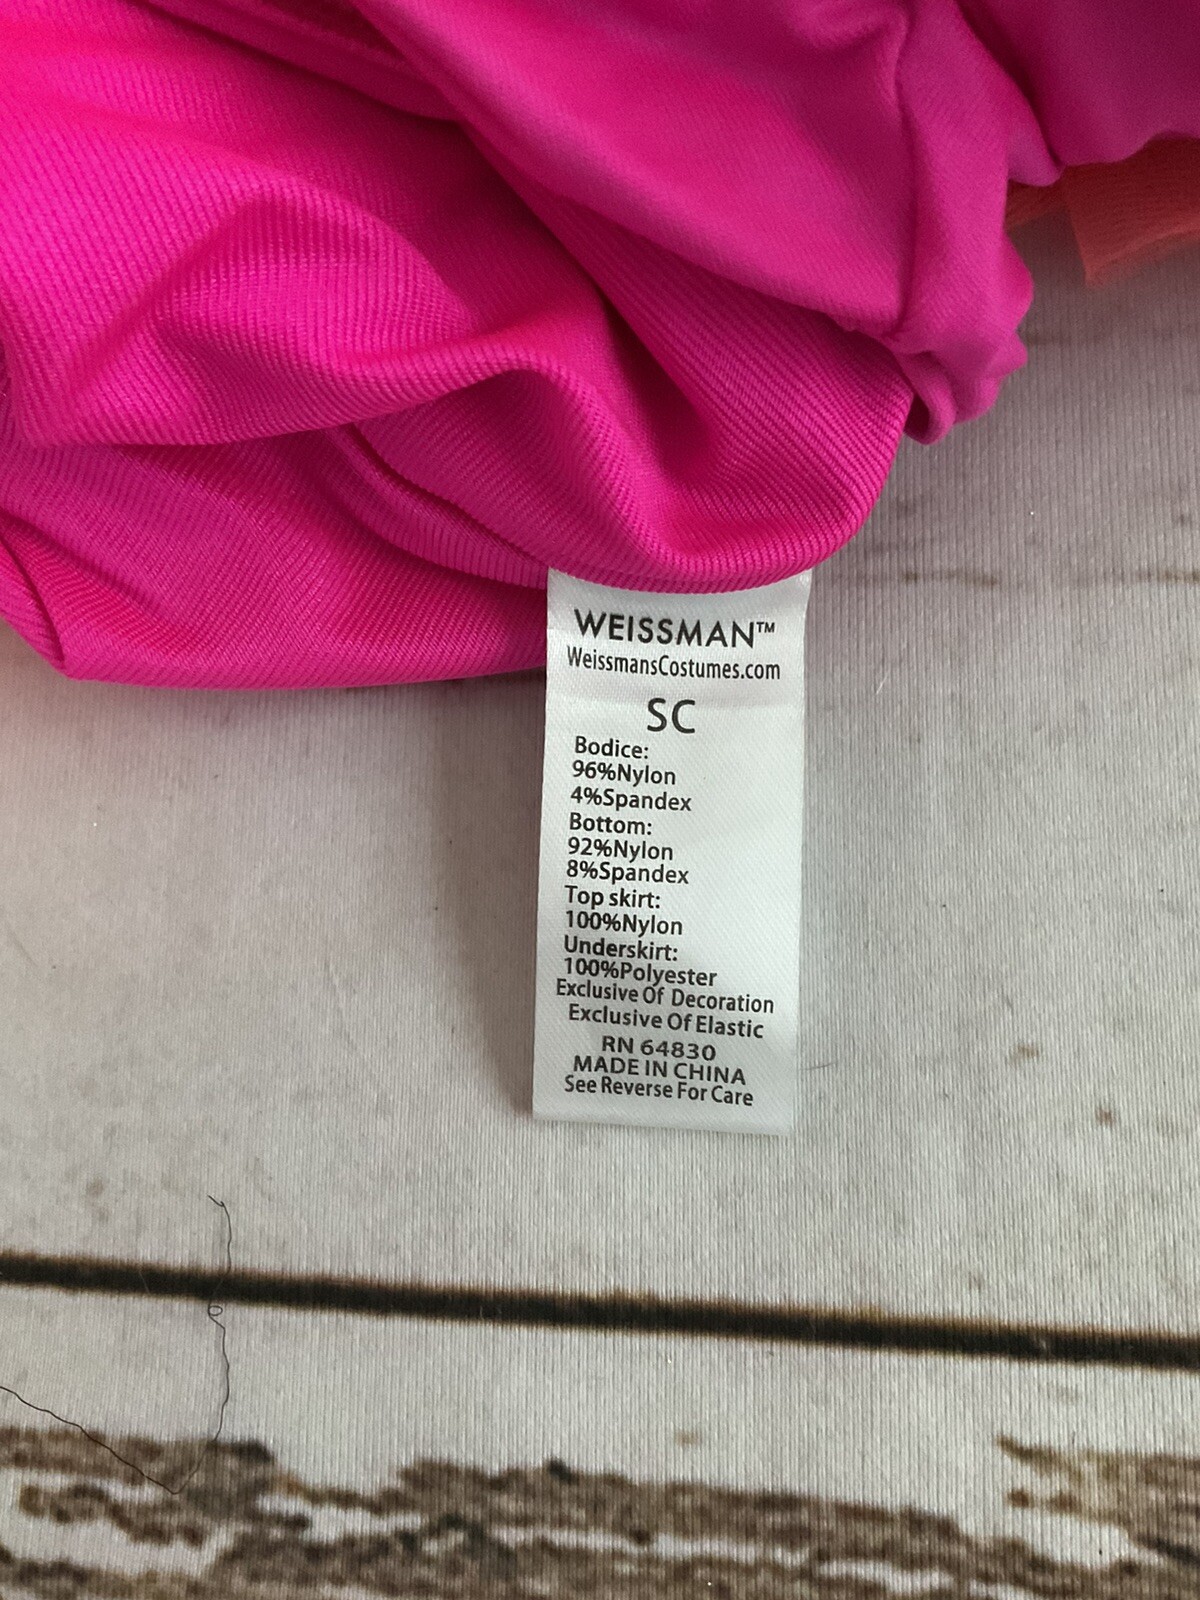 WEISSMAN™
WeissmansCostumes.com
SC
Bodice:
96%Nylon
4%Spandex
Bottom:
92%Nylon
8%Spandex
Top skirt:
100%Nylon
Underskirt:
100%Polyester
Exclusive Of Decoration
Exclusive Of Elastic
RN 64830
MADE IN CHINA
See Reverse For Care